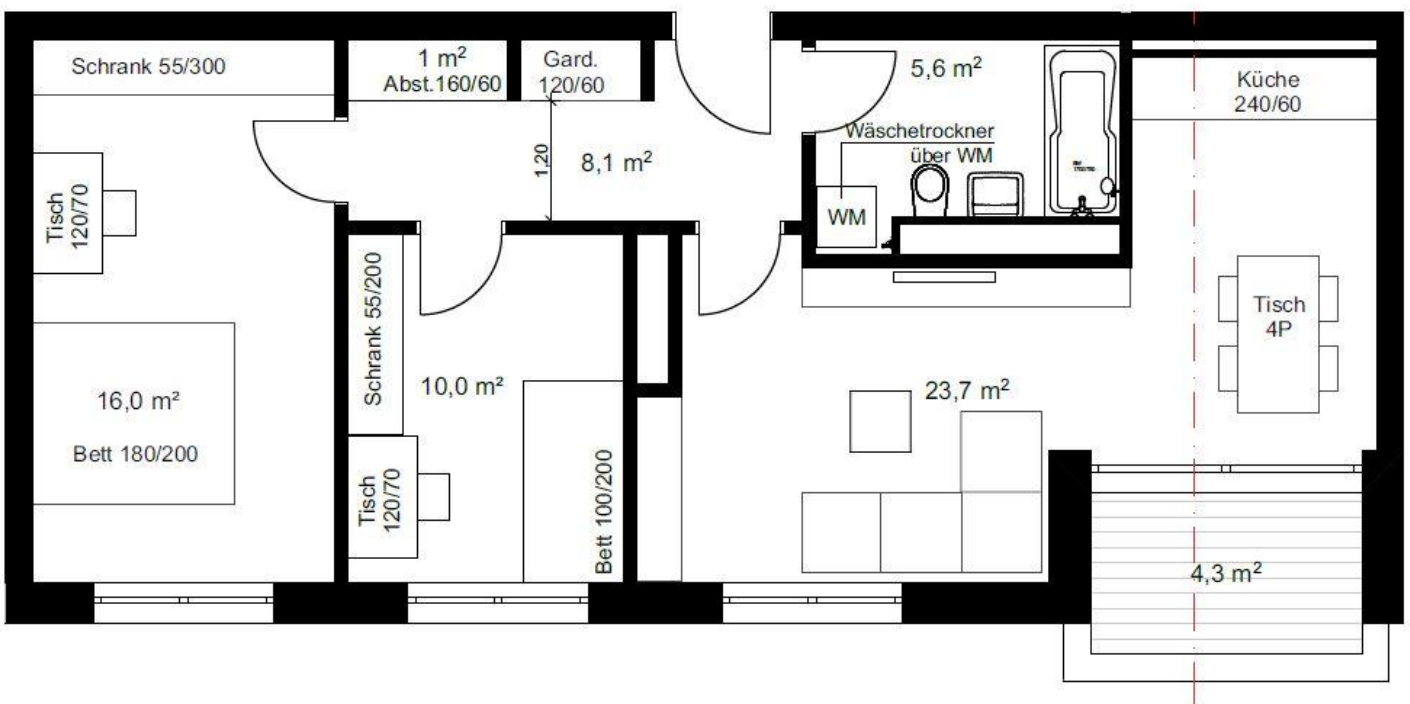 Schrank 55/300
1 m²
Abst.160/60
Gard.
120/60
5,6 m²
Küche
240/60
Wäschetrockner
über WM
WM
1,20
8,1 m²
Tisch
120/70
Schrank 55/200
Tisch
4P
16,0 m²
Bett 180/200
10,0 m²
23,7 m²
Tisch
120/70
Bett 100/200
4,3 m²